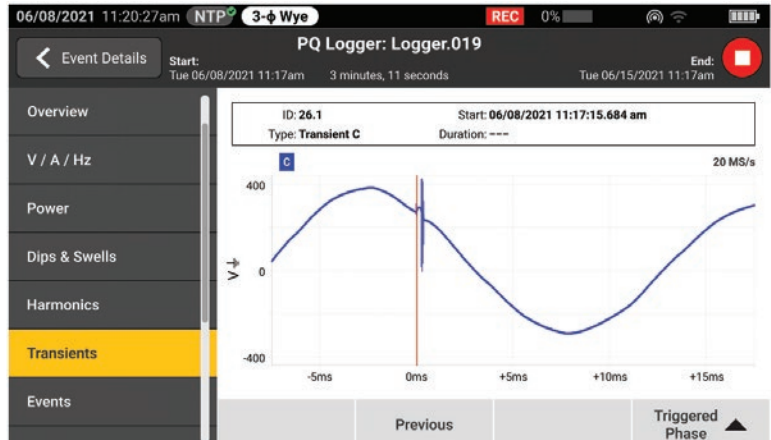 06/08/2021 11:20:27am NTP 3-ɸ Wye REC 0%
Event Details
PQ Logger: Logger.019
Start:
Tue 06/08/2021 11:17am 3 minutes, 11 seconds
End:
Tue 06/15/2021 11:17am
Overview
V / A / Hz
Power
Dips & Swells
Harmonics
Transients
Events
ID: 26.1 Start: 06/08/2021 11:17:15.684 am
Type: Transient C Duration: ---
C 20 MS/s
400
V
0
-400
-5ms 0ms +5ms +10ms +15ms
Previous
Triggered
Phase